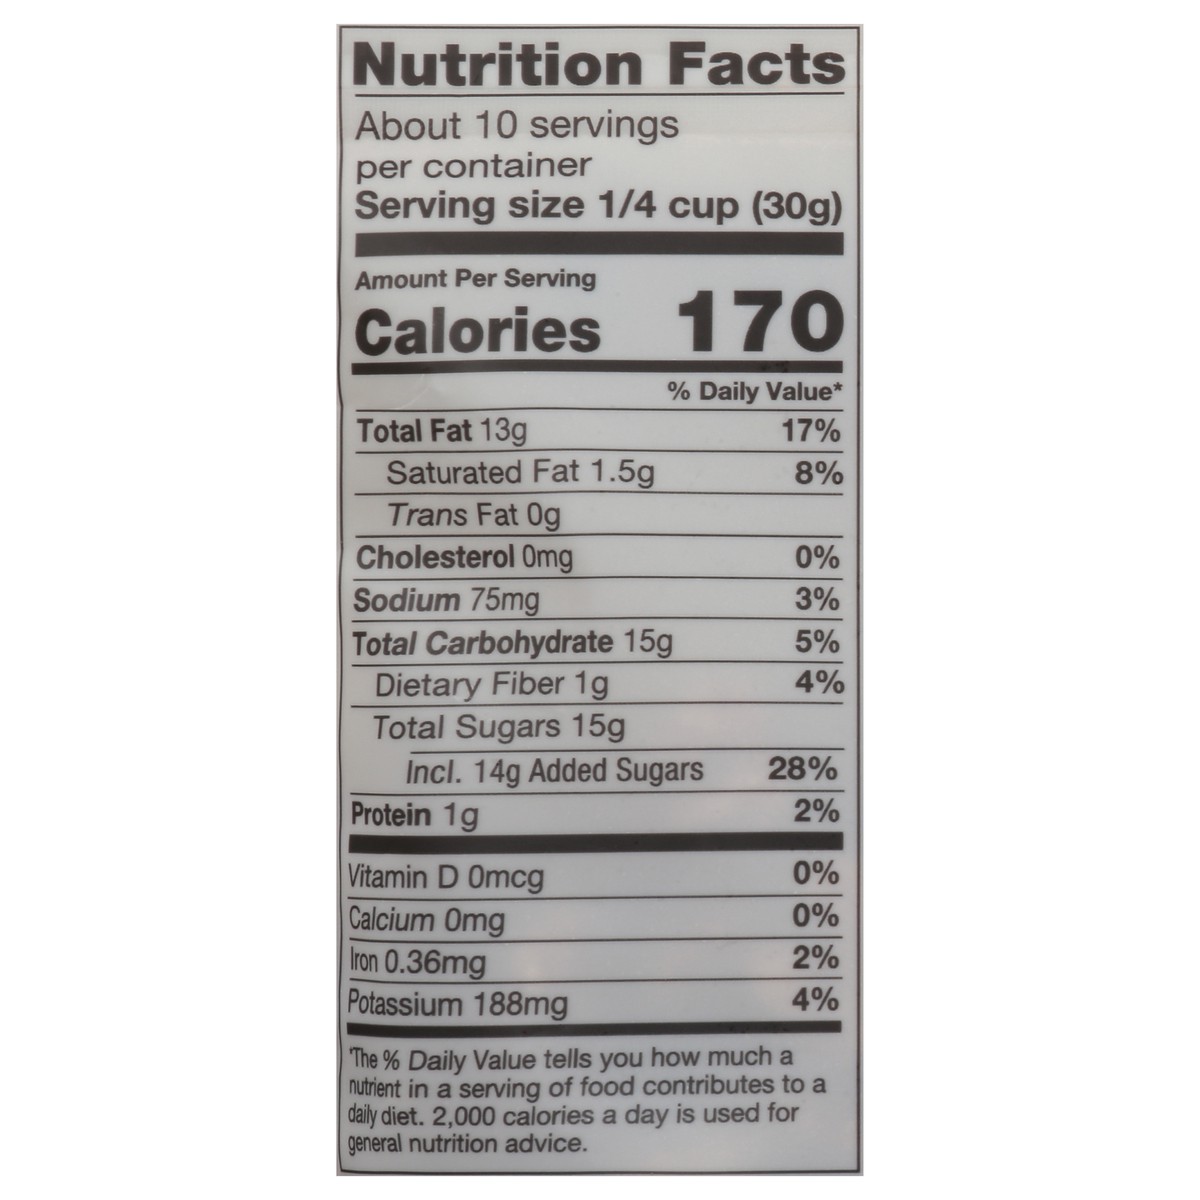 Nutrition Facts
About 10 servings
per container
Serving size 1/4 cup (30g)
Amount Per Serving
Calories 170
% Daily Value*
Total Fat 13g 17%
Saturated Fat 1.5g 8%
Trans Fat 0g
Cholesterol 0mg 0%
Sodium 75mg 3%
Total Carbohydrate 15g 5%
Dietary Fiber 1g 4%
Total Sugars 15g
Incl. 14g Added Sugars 28%
Protein 1g 2%
Vitamin D 0mcg 0%
Calcium 0mg 0%
Iron 0.36mg 2%
Potassium 188mg 4%
*The % Daily Value tells you how much a
nutrient in a serving of food contributes to a
daily diet. 2,000 calories a day is used for
general nutrition advice.